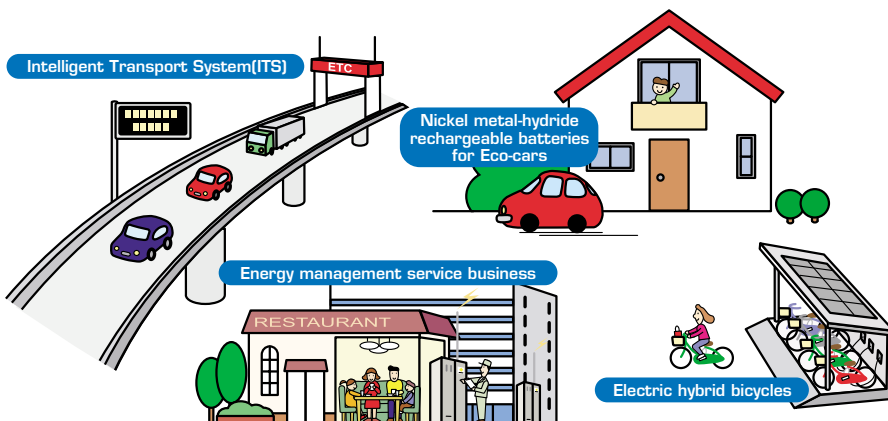 Intelligent Transport System(ITS)
ETC
Nickel metal-hydride
rechargeable batteries
for Eco-cars
Energy management service business
RESTAURANT
Electric hybrid bicycles